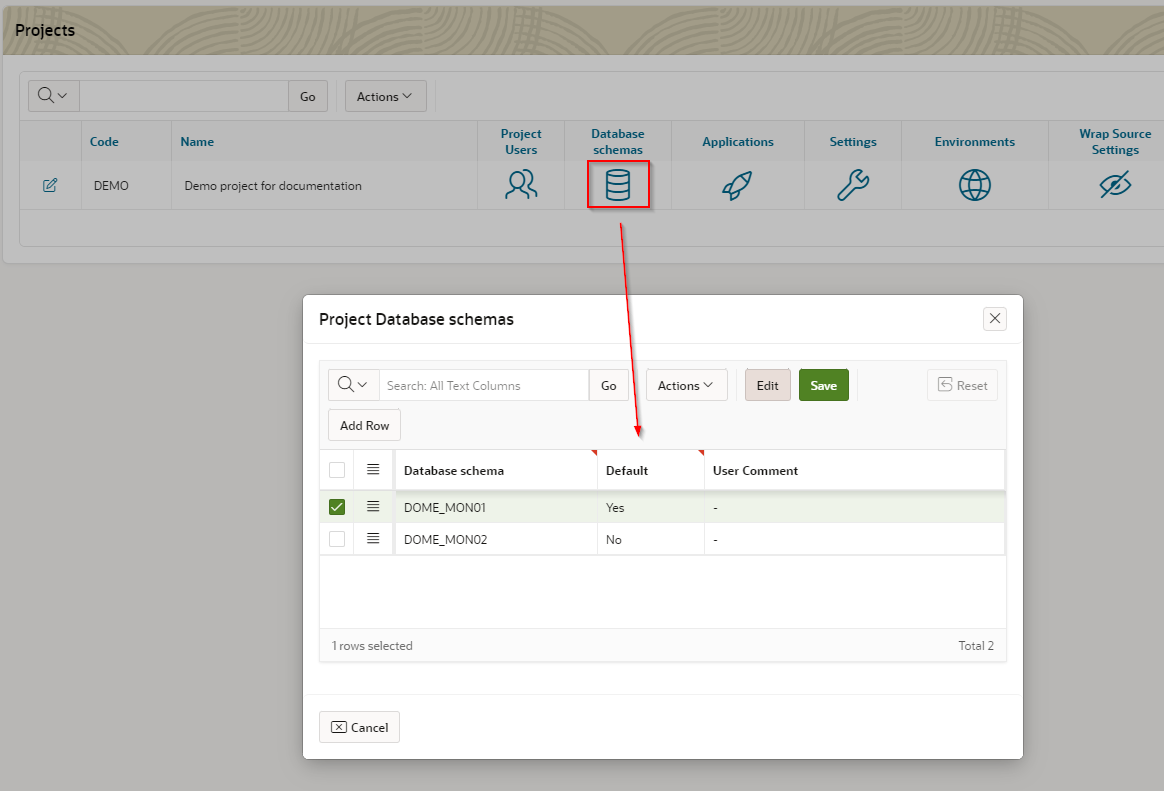 Projects
Go
Actions
Code
Name
Project Users
Database schemas
Applications
Settings
Environments
Wrap Source Settings
DEMO
Demo project for documentation
Project Database schemas
Search: All Text Columns
Go
Actions
Edit
Save
Reset
Add Row
Database schema
Default
User Comment
DOME_MON01
Yes
-
DOME_MON02
No
-
1 rows selected
Total 2
Cancel